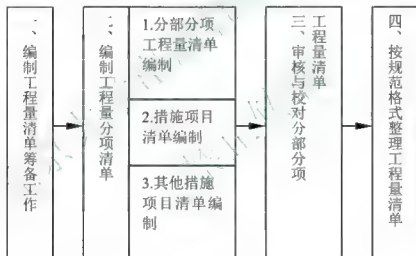 一、编制工程量清单筹备工作
二、编制工程量分项清单
1.分部分项
工程量清单
编制
2.措施项目
清单编制
3.其他措施
项目清单编
制
三、审核与校对分部分项
工程量清单
四、按规范格式整理工程量清单